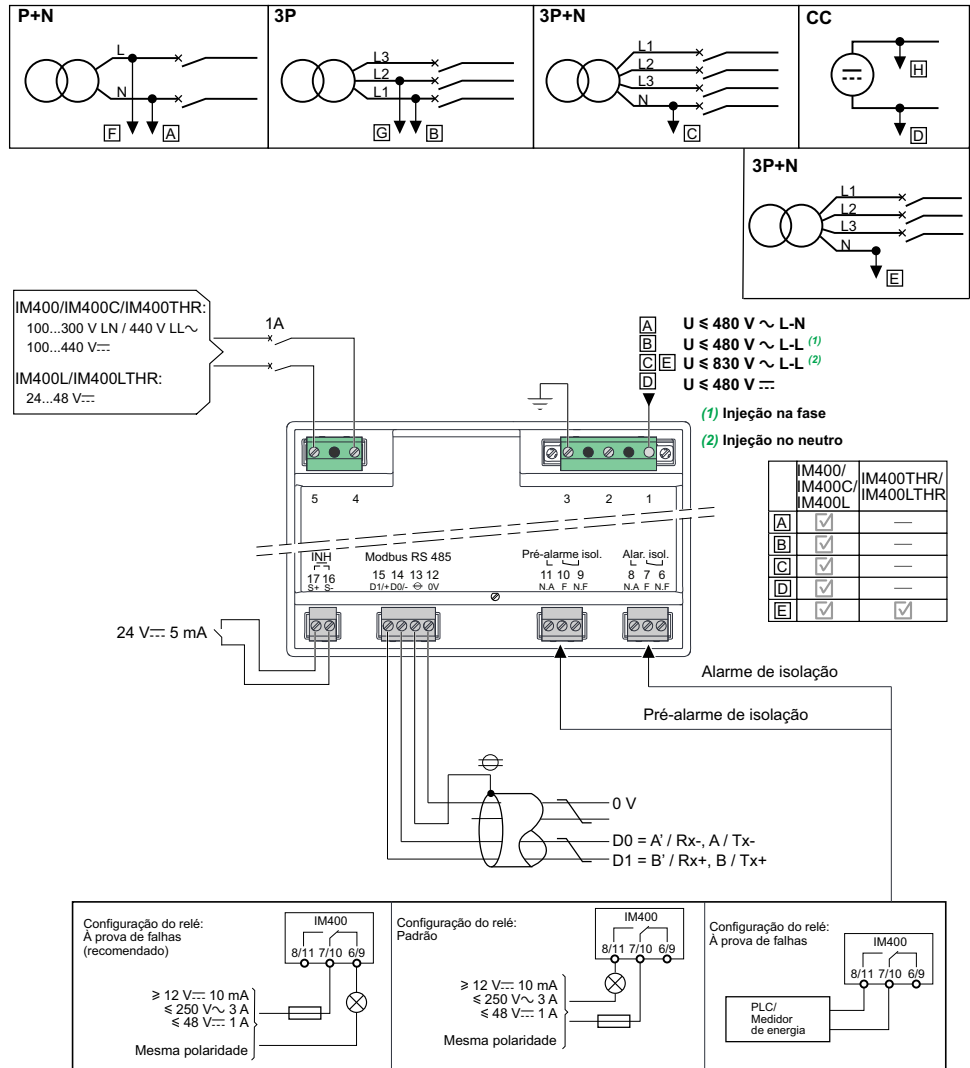 P+N
L
N
F
A
3P
L3
L2
L1
G
B
3P+N
L1
L2
L3
N
C
CC
H
D
3P+N
L1
L2
L3
N
E
IM400/IM400C/IM400THR:
100...300 V LN / 440 V LL∼
100...440 V⎓
IM400L/IM400LTHR:
24...48 V⎓
1A
A U ⩽ 480 V ∼ L-N
B U ⩽ 480 V ∼ L-L (1)
C E U ⩽ 830 V ∼ L-L (2)
D U ⩽ 480 V ⎓
(1) Injeção na fase
(2) Injeção no neutro
IM400/ IM400C/ IM400L
IM400THR/ IM400LTHR
A ☑ —
B ☑ —
C ☑ —
D ☑ —
E ☑ ☑
5 4 3 2 1
INH
17 16
S+ S-
Modbus RS 485
15 14 13 12
D1/+ D0/- 0V
Pré-alarme isol.
11 10 9
N.A F N.F
Alar. isol.
8 7 6
N.A F N.F
24 V⎓ 5 mA
Alarme de isolação
Pré-alarme de isolação
0 V
D0 = A' / Rx-, A / Tx-
D1 = B' / Rx+, B / Tx+
Configuração do relé:
À prova de falhas
(recomendado)
IM400
8/11 7/10 6/9
⩾ 12 V⎓ 10 mA
⩽ 250 V∼ 3 A
⩽ 48 V⎓ 1 A
Mesma polaridade
Configuração do relé:
Padrão
IM400
8/11 7/10 6/9
⩾ 12 V⎓ 10 mA
⩽ 250 V∼ 3 A
⩽ 48 V⎓ 1 A
Mesma polaridade
Configuração do relé:
À prova de falhas
IM400
8/11 7/10 6/9
PLC/
Medidor
de energia